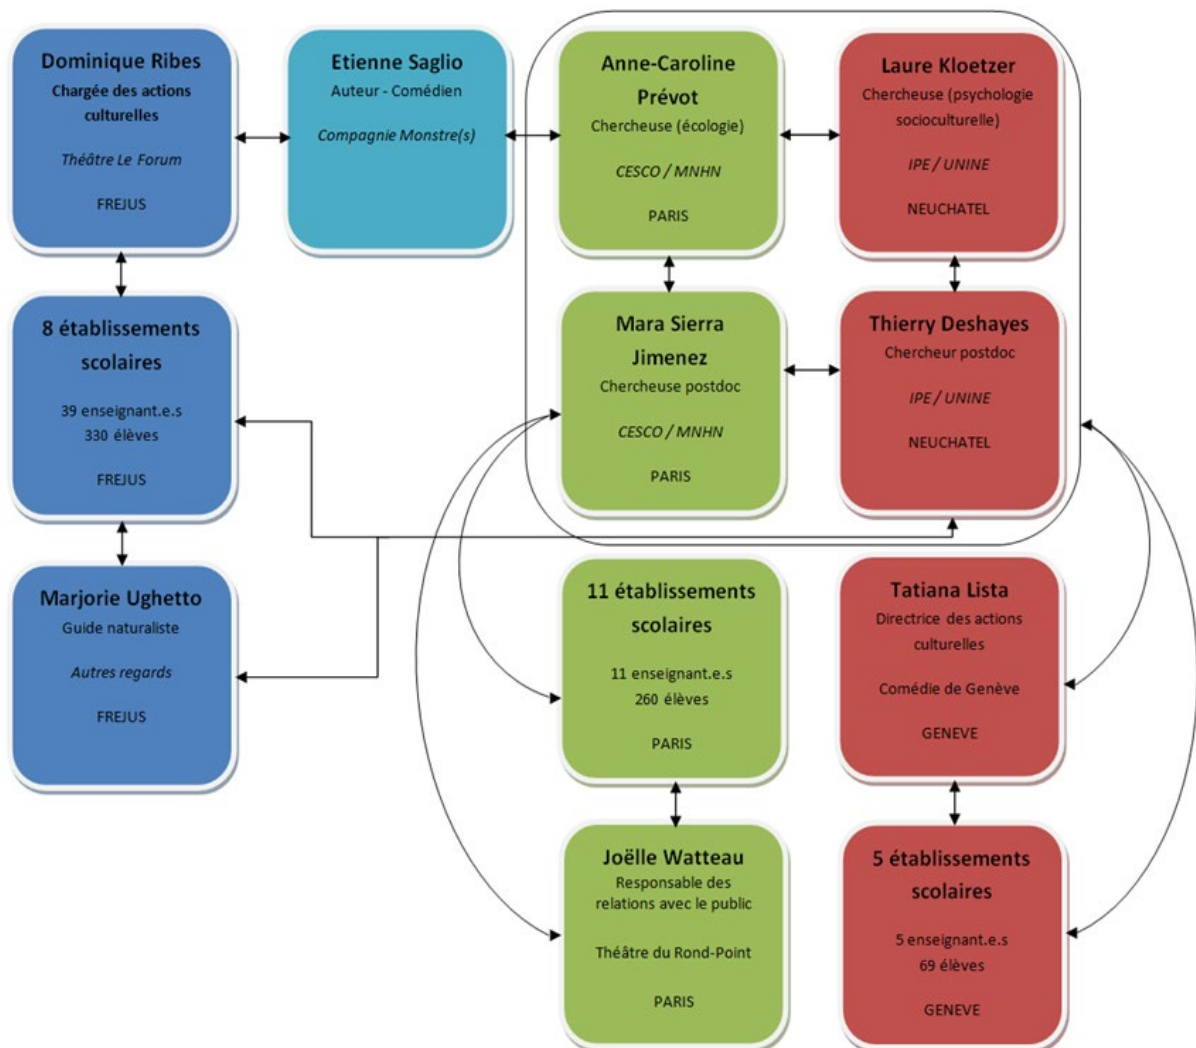 Dominique Ribes
Chargée des actions
culturelles
Théâtre Le Forum
FREJUS
Etienne Saglio
Auteur - Comédien
Compagnie Monstre(s)
Anne-Caroline
Prévot
Chercheuse (écologie)
CESCO / MNHN
PARIS
Laure Kloetzer
Chercheuse (psychologie
socioculturelle)
IPE / UNINE
NEUCHATEL
8 établissements
scolaires
39 enseignant.e.s
330 élèves
FREJUS
Mara Sierra
Jimenez
Chercheuse postdoc
CESCO / MNHN
PARIS
Thierry Deshayes
Chercheur postdoc
IPE / UNINE
NEUCHATEL
Marjorie Ughetto
Guide naturaliste
Autres regards
FREJUS
11 établissements
scolaires
11 enseignant.e.s
260 élèves
PARIS
Tatiana Lista
Directrice des actions
culturelles
Comédie de Genève
GENEVE
Joëlle Watteau
Responsable des
relations avec le public
Théâtre du Rond-Point
PARIS
5 établissements
scolaires
5 enseignant.e.s
69 élèves
GENEVE